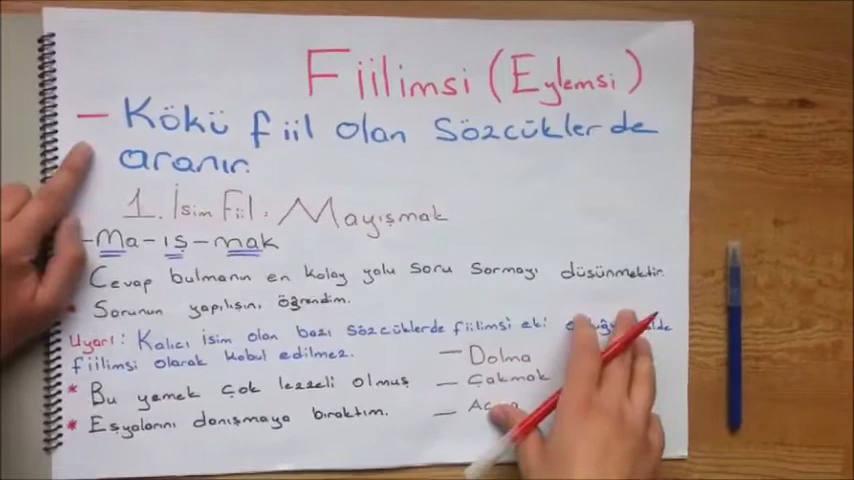 Fiilimsi (Eylemsi)
— Kökü fiil olan Sözcüklerde
aranır.
1. İsim Fiil: Mayışmak
-Ma-ış-mak
Cevap bulmanın en kolay yolu soru sormayı düşünmektir.
* Sorunun yapılışın, öğrendim.
Uyarı: Kalıcı isim olan bazı sözcüklerde fiilimsi eki
fiilimsi olarak kabul edilmez. — Dolma
* Bu yemek çok lezzeli olmuş — Çakmak
* Eşyalarını danışmaya bıraktım. —